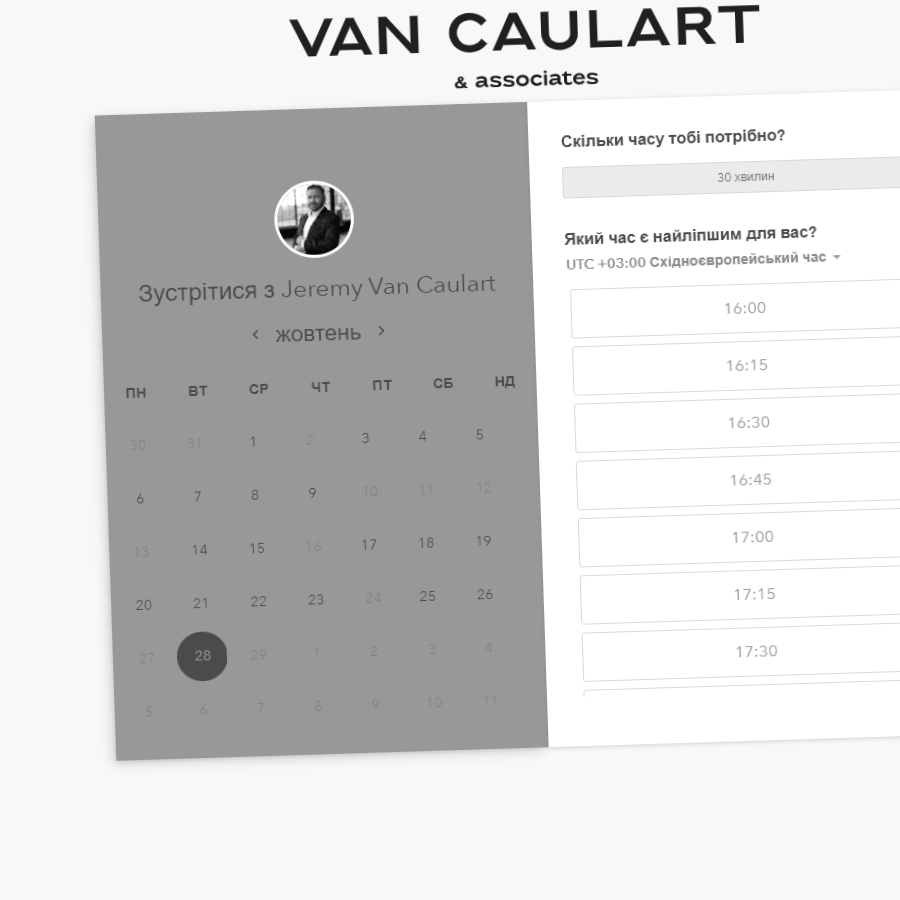 VAN CAULART
& associates
Зустрітися з Jeremy Van Caulart
жовтень
ПН ВТ СР ЧТ ПТ СБ НД
30 31 1 2 3 4 5
6 7 8 9 10 11 12
13 14 15 16 17 18 19
20 21 22 23 24 25 26
27 28 29 1 2 3 4
5 6 7 8 9 10 11
Скільки часу тобі потрібно?
30 хвилин
Який час є найліпшим для вас?
UTC +03:00 Східноєвропейський час
16:00
16:15
16:30
16:45
17:00
17:15
17:30